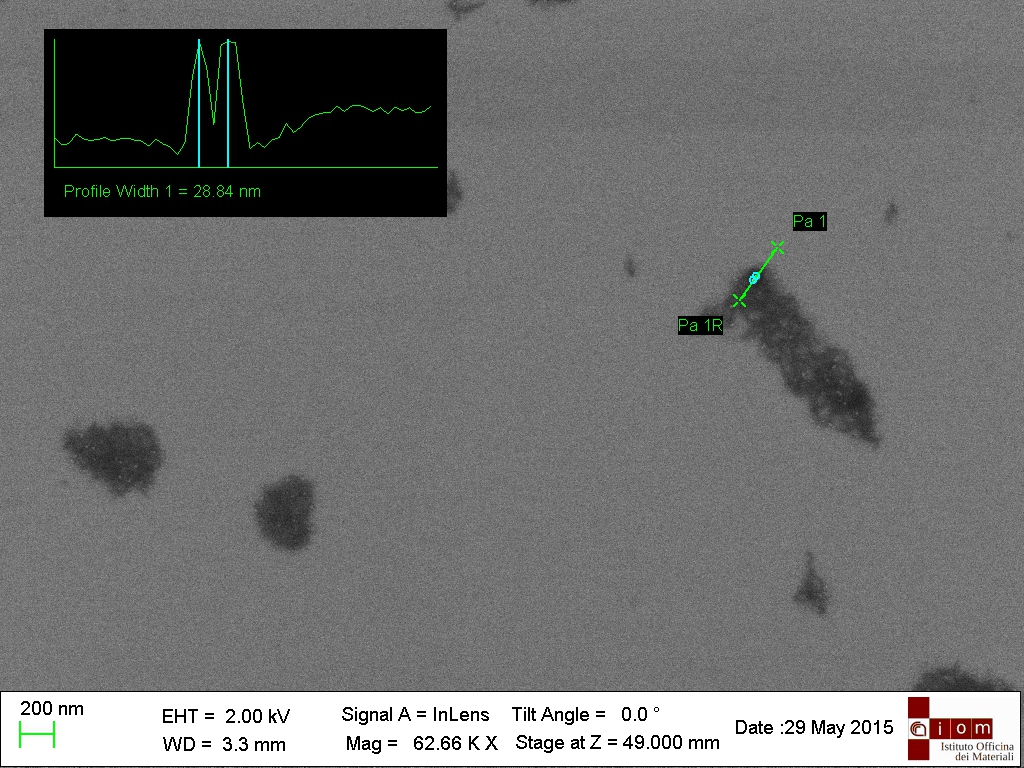 Profile Width 1 = 28.84 nm
Pa 1
Pa 1R
200 nm
EHT = 2.00 kV
WD = 3.3 mm
Signal A = InLens
Mag = 62.66 K X
Tilt Angle = 0.0 °
Stage at Z = 49.000 mm
Date :29 May 2015
iom
Istituto Officina
dei Materiali